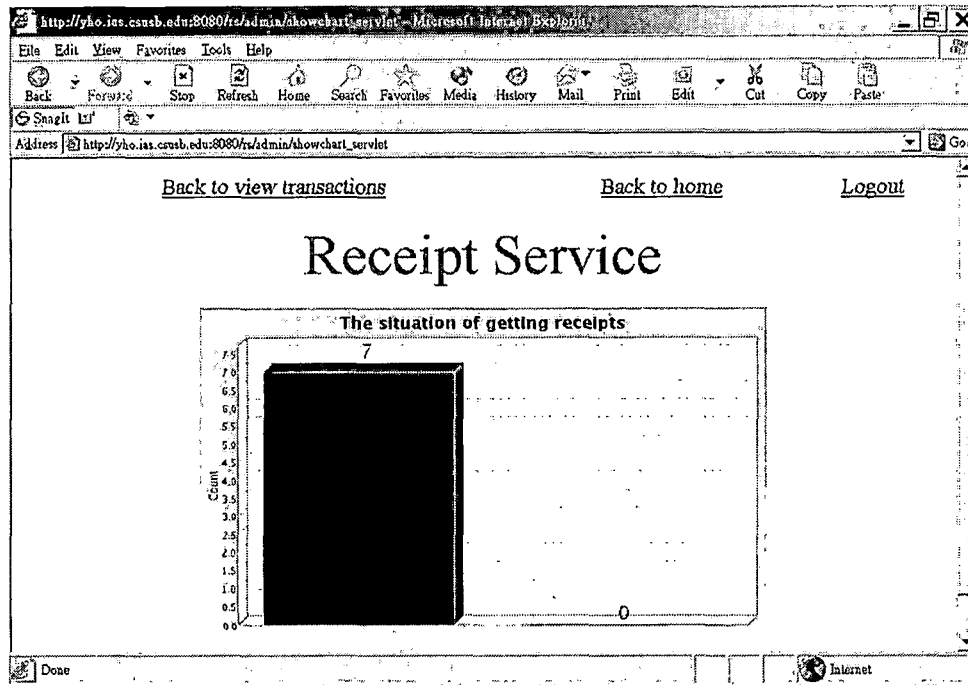 http://yho.ias.csusb.edu:8080/rs/admin/showchart_servlet - Microsoft Internet Explorer
File Edit View Favorites Tools Help
Back Forward Stop Refresh Home Search Favorites Media History Mail Print Edit Cut Copy Paste
SnagIt
Address http://yho.ias.csusb.edu:8080/rs/admin/showchart_servlet Go
Back to view transactions Back to home Logout
Receipt Service
The situation of getting receipts
7
7.5
7.0
6.5
6.0
5.5
5.0
4.5
4.0
3.5
3.0
2.5
2.0
1.5
1.0
0.5
0.0
Count
0
Done Internet